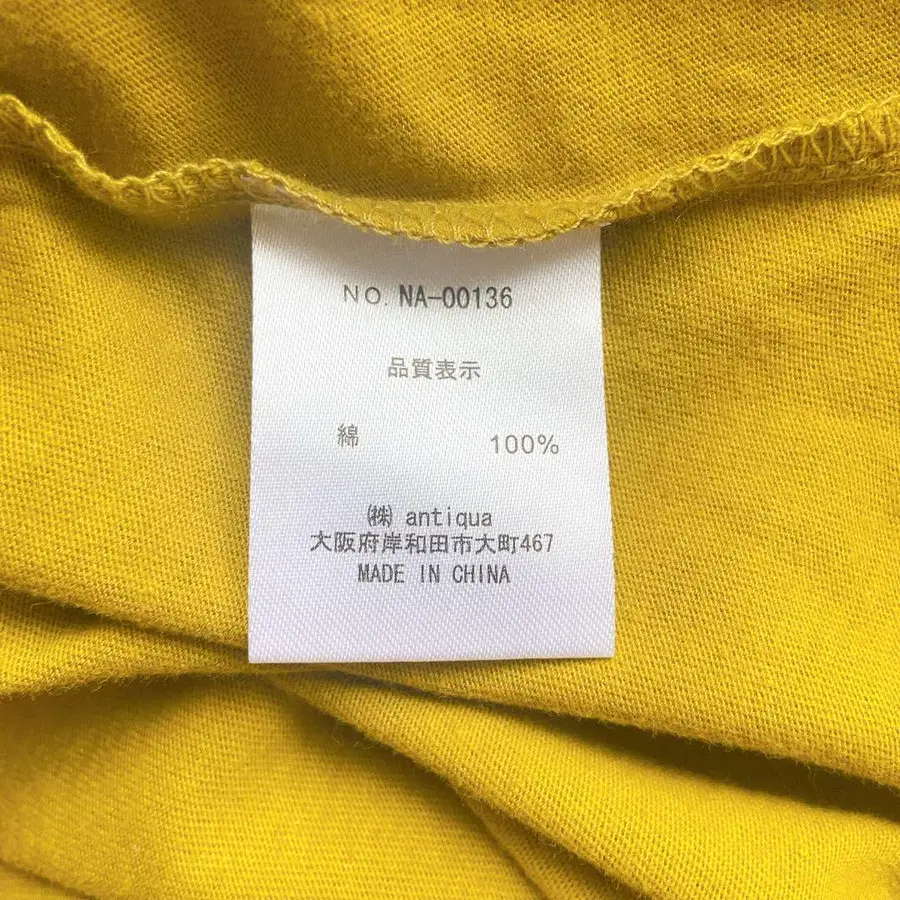 NO. NA-00136
品質表示
綿 100%
㈱ antiqua
大阪府岸和田市大町467
MADE IN CHINA